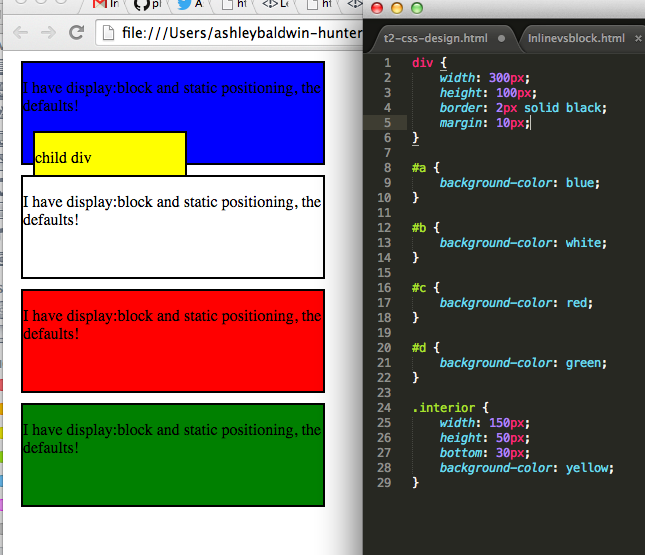 In
pl
A
ht
<!> Le
ht
<!>
file:///Users/ashleybaldwin-hunter
I have display:block and static positioning, the
defaults!
child div
I have display:block and static positioning, the
defaults!
I have display:block and static positioning, the
defaults!
I have display:block and static positioning, the
defaults!
t2-css-design.html
Inlinevsblock.html ×
1 div {
2 width: 300px;
3 height: 100px;
4 border: 2px solid black;
5 margin: 10px;
6 }
7
8 #a {
9 background-color: blue;
10 }
11
12 #b {
13 background-color: white;
14 }
15
16 #c {
17 background-color: red;
18 }
19
20 #d {
21 background-color: green;
22 }
23
24 .interior {
25 width: 150px;
26 height: 50px;
27 bottom: 30px;
28 background-color: yellow;
29 }